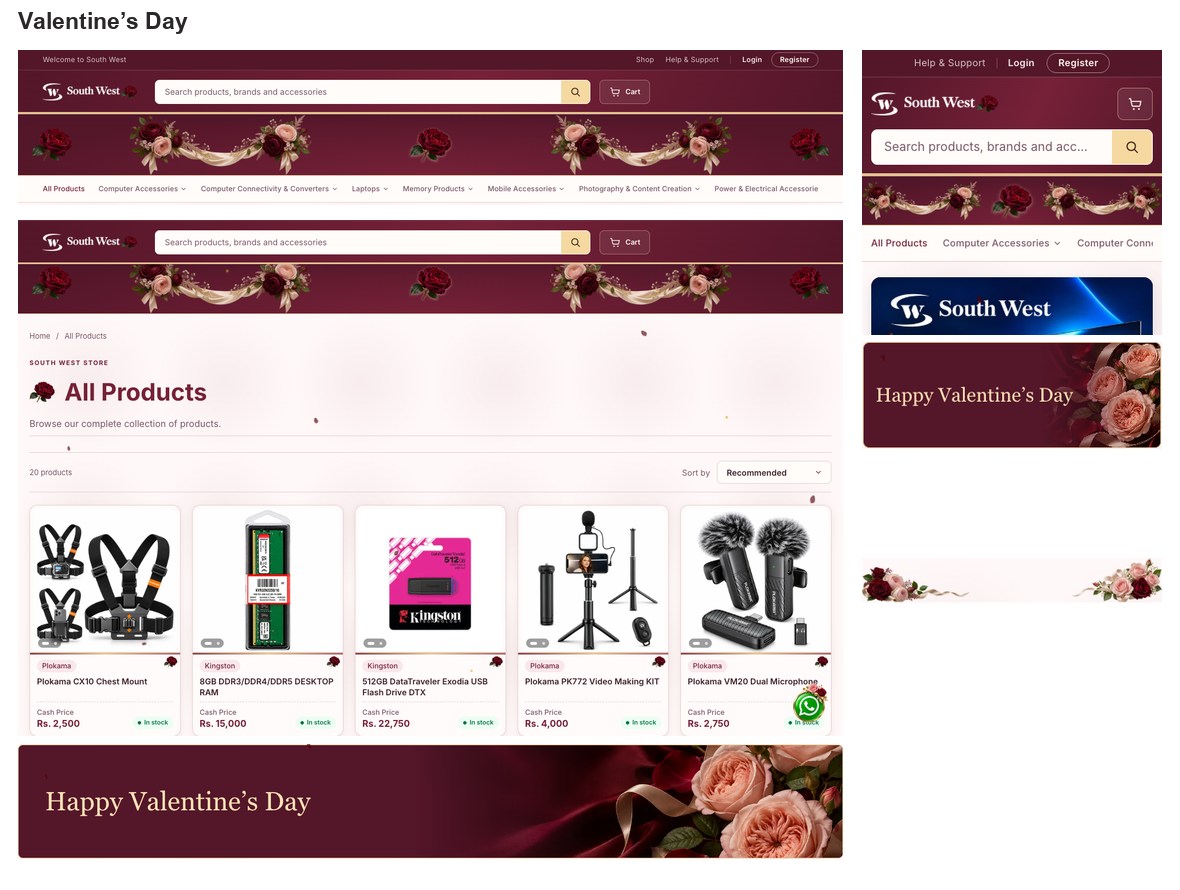 Valentine’s Day
Welcome to South West
Shop Help & Support Login Register
South West
Search products, brands and accessories
Cart
All Products Computer Accessories Computer Connectivity & Converters Laptops Memory Products Mobile Accessories Photography & Content Creation Power & Electrical Accessorie
South West
Search products, brands and accessories
Cart
Home / All Products
SOUTH WEST STORE
All Products
Browse our complete collection of products.
20 products
Sort by Recommended
512GB
Kingston
TECHNOLOGY
Plokama
Plokama CX10 Chest Mount
Cash Price
Rs. 2,500
In stock
Kingston
8GB DDR3/DDR4/DDR5 DESKTOP
RAM
Cash Price
Rs. 15,000
In stock
Kingston
512GB DataTraveler Exodia USB
Flash Drive DTX
Cash Price
Rs. 22,750
In stock
Plokama
Plokama PK772 Video Making KIT
Cash Price
Rs. 4,000
In stock
Plokama
Plokama VM20 Dual Microphone
Cash Price
Rs. 2,750
In stock
Happy Valentine’s Day
Help & Support Login Register
South West
Search products, brands and acc...
All Products Computer Accessories Computer Conne
South West
Happy Valentine’s Day